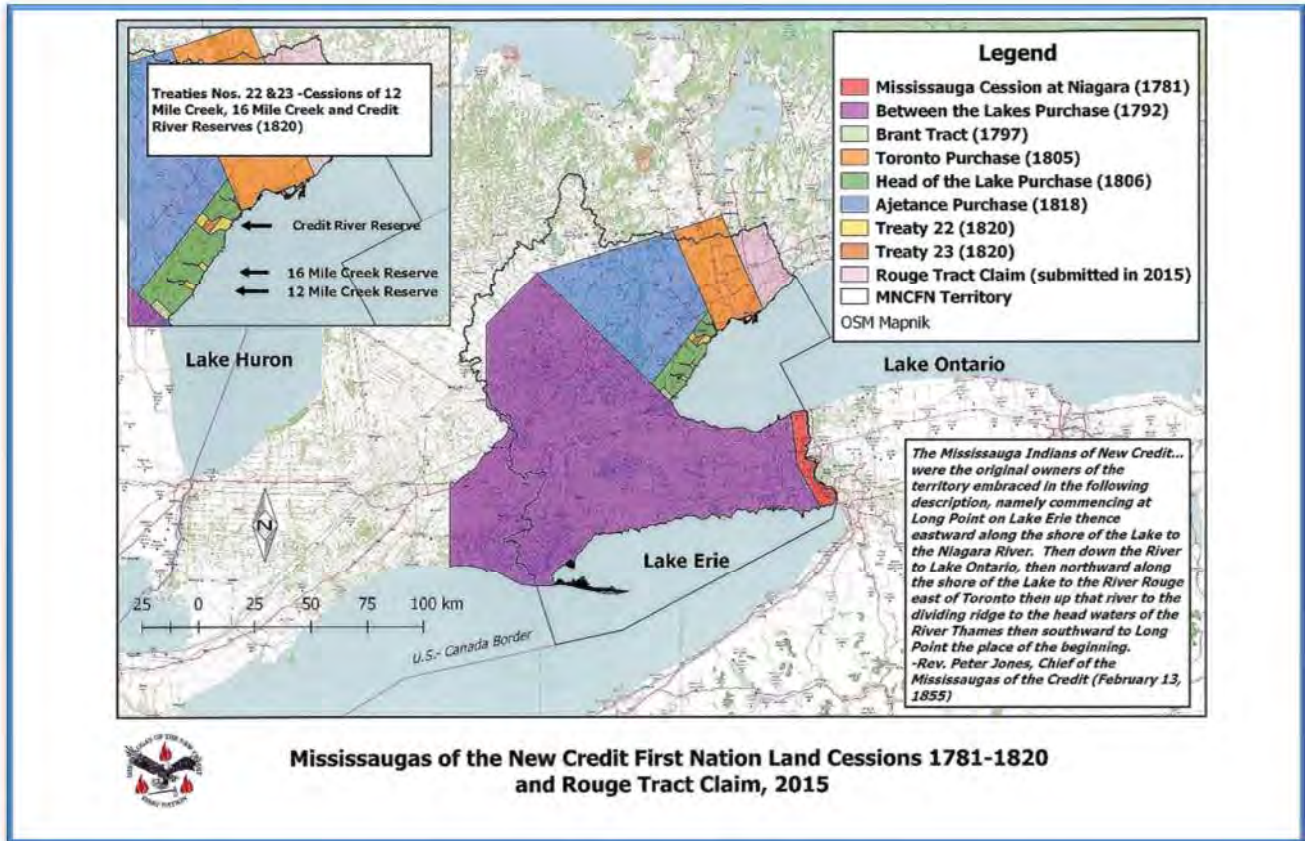 Treaties Nos. 22 &23 -Cessions of 12
Mile Creek, 16 Mile Creek and Credit
River Reserves (1820)
Credit River Reserve
16 Mile Creek Reserve
12 Mile Creek Reserve
Legend
Mississauga Cession at Niagara (1781)
Between the Lakes Purchase (1792)
Brant Tract (1797)
Toronto Purchase (1805)
Head of the Lake Purchase (1806)
Ajetance Purchase (1818)
Treaty 22 (1820)
Treaty 23 (1820)
Rouge Tract Claim (submitted in 2015)
MNCFN Territory
OSM Mapnik
Lake Huron
Lake Ontario
Lake Erie
N
25 0 25 50 75 100 km
U.S.- Canada Border
The Mississauga Indians of New Credit...
were the original owners of the
territory embraced in the following
description, namely commencing at
Long Point on Lake Erie thence
eastward along the shore of the Lake to
the Niagara River. Then down the River
to Lake Ontario, then northward along
the shore of the Lake to the River Rouge
east of Toronto then up that river to the
dividing ridge to the head waters of the
River Thames then southward to Long
Point the place of the beginning.
-Rev. Peter Jones, Chief of the
Mississaugas of the Credit (February 13,
1855)
MISSISSAUGAS OF THE NEW CREDIT
FIRST NATION
Mississaugas of the New Credit First Nation Land Cessions 1781-1820
and Rouge Tract Claim, 2015